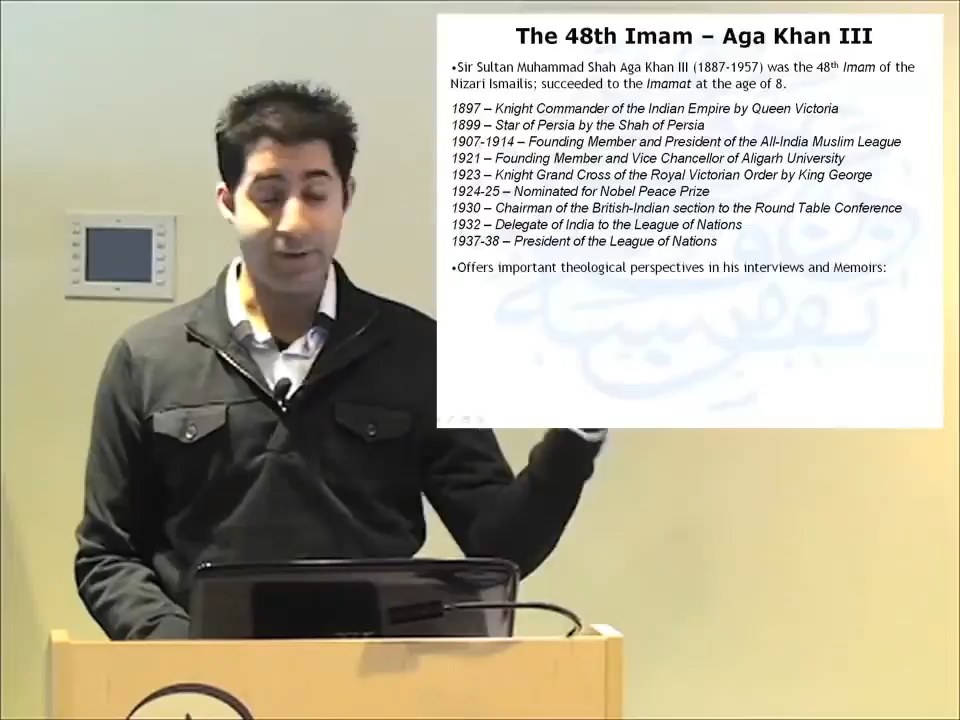 The 48th Imam – Aga Khan III
•Sir Sultan Muhammad Shah Aga Khan III (1887-1957) was the 48th Imam of the
Nizari Ismailis; succeeded to the Imamat at the age of 8.
1897 – Knight Commander of the Indian Empire by Queen Victoria
1899 – Star of Persia by the Shah of Persia
1907-1914 – Founding Member and President of the All-India Muslim League
1921 – Founding Member and Vice Chancellor of Aligarh University
1923 – Knight Grand Cross of the Royal Victorian Order by King George
1924-25 – Nominated for Nobel Peace Prize
1930 – Chairman of the British-Indian section to the Round Table Conference
1932 – Delegate of India to the League of Nations
1937-38 – President of the League of Nations
•Offers important theological perspectives in his interviews and Memoirs: